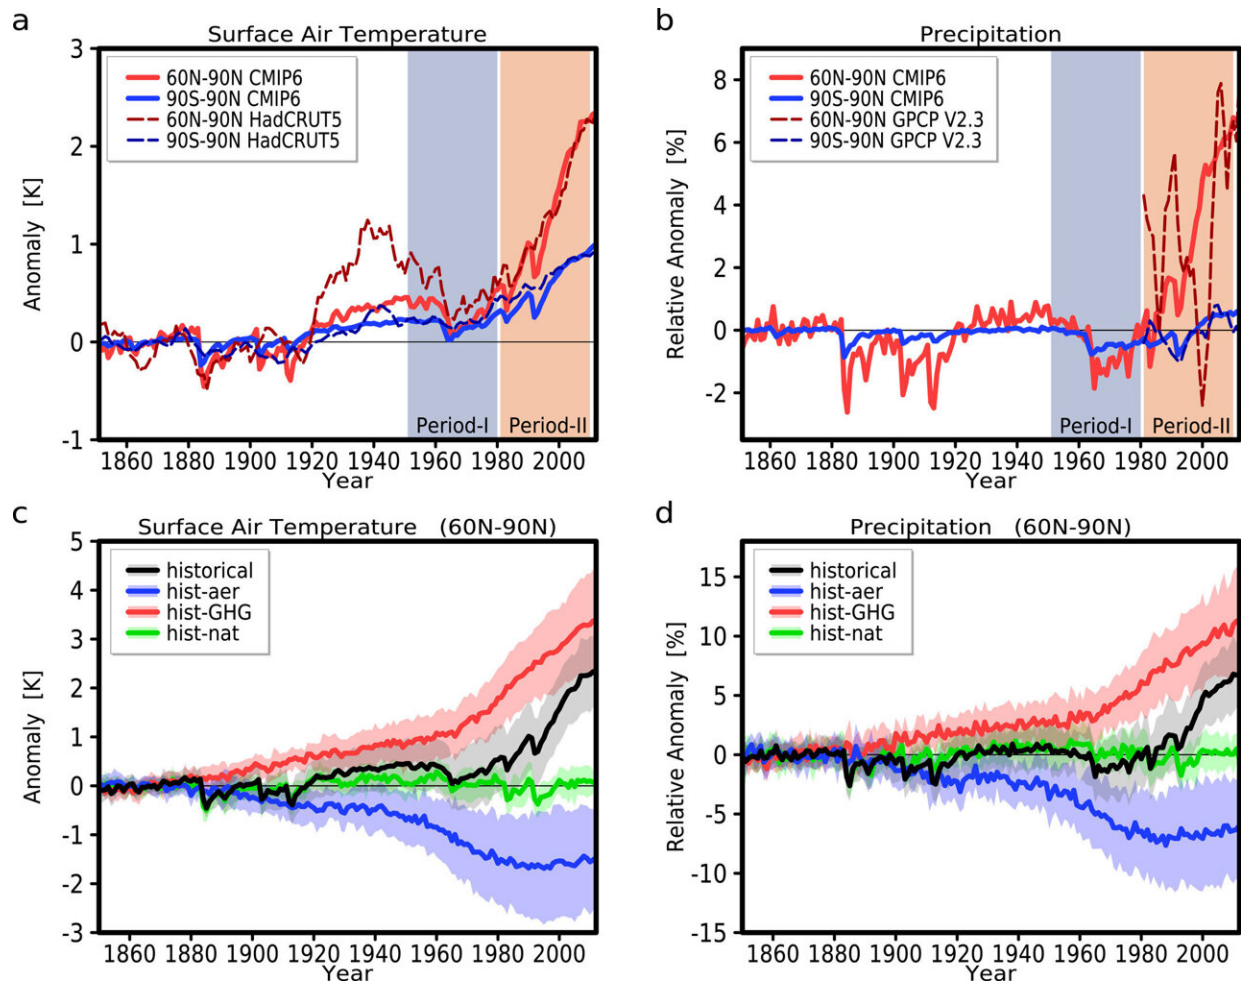 a
Surface Air Temperature
3
2
1
0
-1
Anomaly [K]
60N-90N CMIP6
90S-90N CMIP6
60N-90N HadCRUT5
90S-90N HadCRUT5
Period-I
Period-II
1860 1880 1900 1920 1940 1960 1980 2000
Year
b
Precipitation
8
6
4
2
0
-2
Relative Anomaly [%]
60N-90N CMIP6
90S-90N CMIP6
60N-90N GPCP V2.3
90S-90N GPCP V2.3
Period-I
Period-II
1860 1880 1900 1920 1940 1960 1980 2000
Year
c
Surface Air Temperature (60N-90N)
5
4
3
2
1
0
-1
-2
-3
Anomaly [K]
historical
hist-aer
hist-GHG
hist-nat
1860 1880 1900 1920 1940 1960 1980 2000
Year
d
Precipitation (60N-90N)
15
10
5
0
-5
-10
-15
Relative Anomaly [%]
historical
hist-aer
hist-GHG
hist-nat
1860 1880 1900 1920 1940 1960 1980 2000
Year